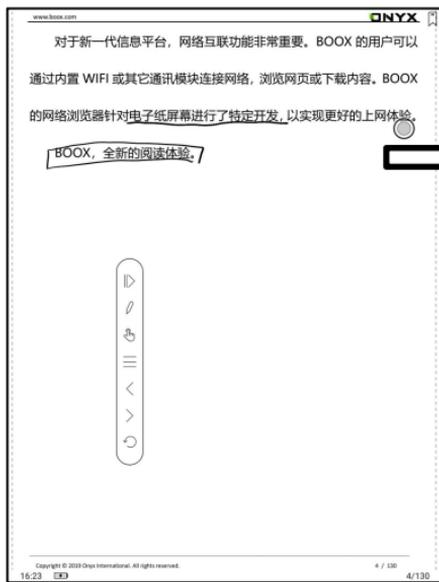 www.boox.com
ONYX
对于新一代信息平台，网络互联功能非常重要。BOOX 的用户可以
通过内置 WIFI 或其它通讯模块连接网络，浏览网页或下载内容。BOOX
的网络浏览器针对电子纸屏幕进行了特定开发，以实现更好的上网体验。
BOOX，全新的阅读体验。
Copyright © 2019 Onyx International. All rights reserved.
4 / 130
16:23
4/130